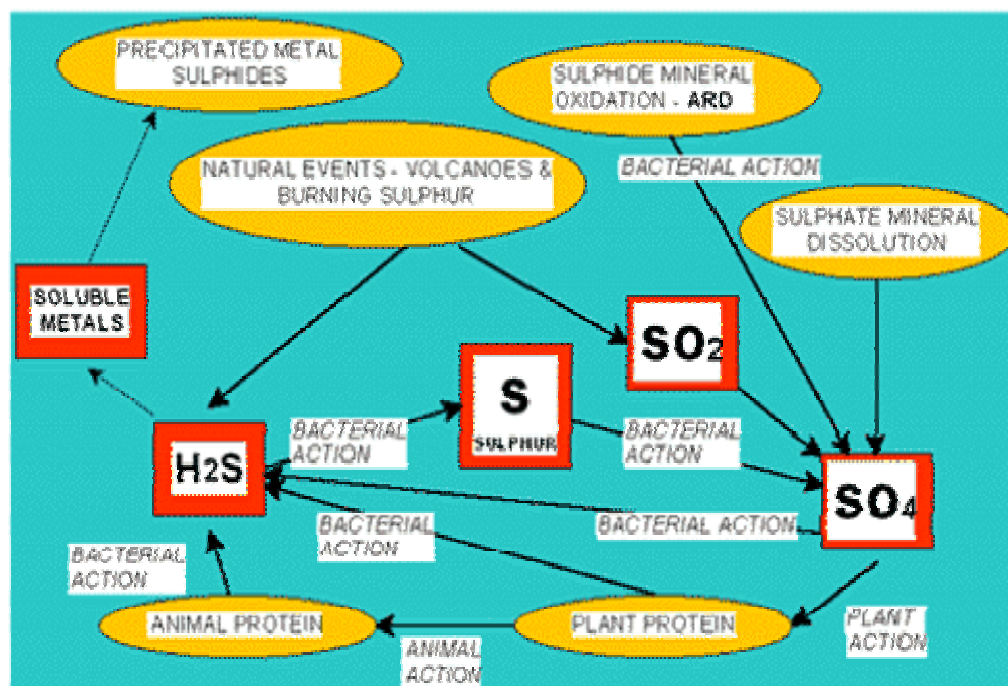 PRECIPITATED METAL
SULPHIDES
SULPHIDE MINERAL
OXIDATION - ARD
NATURAL EVENTS - VOLCANOES &
BURNING SULPHUR
BACTERIAL ACTION
SULPHATE MINERAL
DISSOLUTION
SOLUBLE
METALS
SO2
S
SULPHUR
BACTERIAL
ACTION
BACTERIAL
ACTION
H2S
SO4
BACTERIAL
ACTION
BACTERIAL ACTION
BACTERIAL
ACTION
ANIMAL PROTEIN
PLANT PROTEIN
PLANT
ACTION
ANIMAL
ACTION